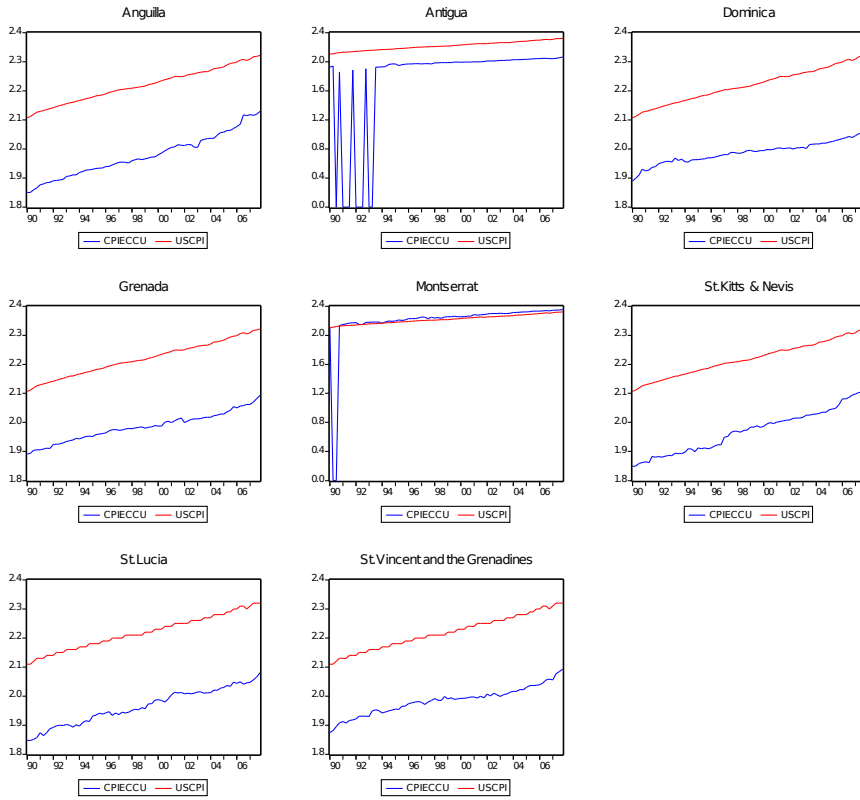 Anguilla
2.4
2.3
2.2
2.1
2.0
1.9
1.8
90 92 94 96 98 00 02 04 06
CPIECCU USCPI
Antigua
2.4
2.0
1.6
1.2
0.8
0.4
0.0
90 92 94 96 98 00 02 04 06
CPIECCU USCPI
Dominica
2.4
2.3
2.2
2.1
2.0
1.9
1.8
90 92 94 96 98 00 02 04 06
CPIECCU USCPI
Grenada
2.4
2.3
2.2
2.1
2.0
1.9
1.8
90 92 94 96 98 00 02 04 06
CPIECCU USCPI
Montserrat
2.4
2.0
1.6
1.2
0.8
0.4
0.0
90 92 94 96 98 00 02 04 06
CPIECCU USCPI
St.Kitts & Nevis
2.4
2.3
2.2
2.1
2.0
1.9
1.8
90 92 94 96 98 00 02 04 06
CPIECCU USCPI
St.Lucia
2.4
2.3
2.2
2.1
2.0
1.9
1.8
90 92 94 96 98 00 02 04 06
CPIECCU USCPI
St.Vincent and the Grenadines
2.4
2.3
2.2
2.1
2.0
1.9
1.8
90 92 94 96 98 00 02 04 06
CPIECCU USCPI